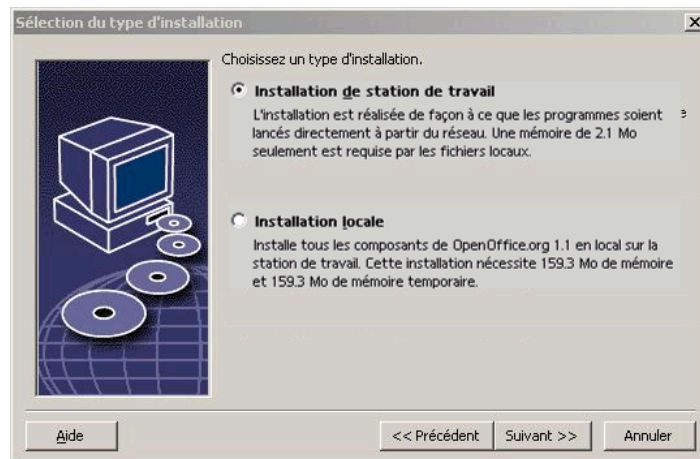 Sélection du type d'installation
Choisissez un type d'installation.
Installation de station de travail
L'installation est réalisée de façon à ce que les programmes soient
lancés directement à partir du réseau. Une mémoire de 2.1 Mo
seulement est requise par les fichiers locaux.
Installation locale
Installe tous les composants de OpenOffice.org 1.1 en local sur la
station de travail. Cette installation nécessite 159.3 Mo de mémoire
et 159.3 Mo de mémoire temporaire.
Aide
<< Précédent
Suivant >>
Annuler